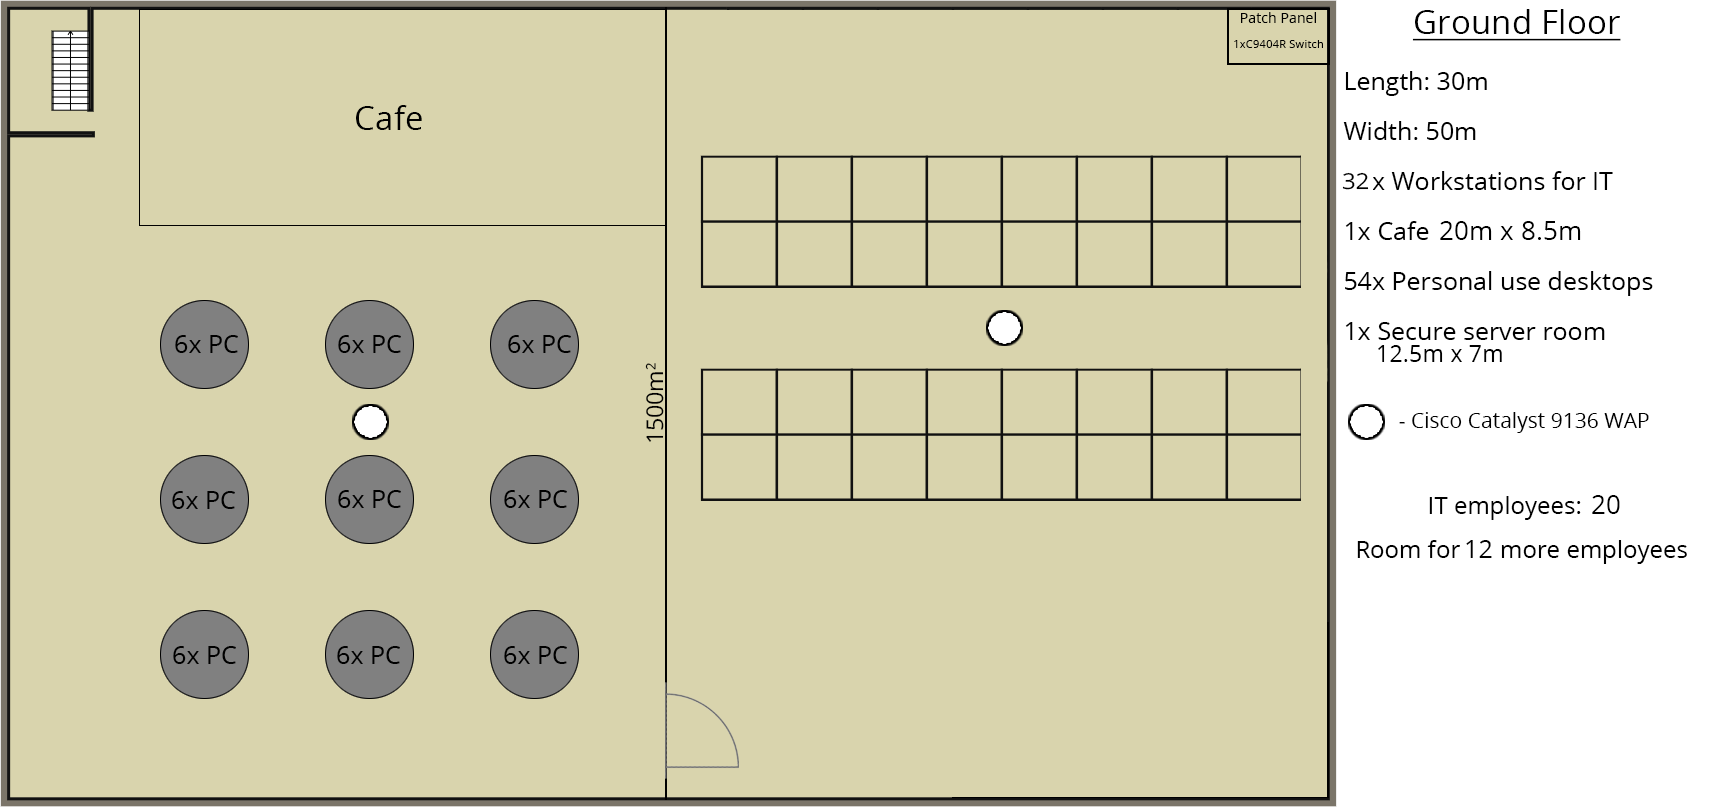 Patch Panel
1xC9404R Switch
Cafe
6x PC
6x PC
6x PC
6x PC
6x PC
6x PC
6x PC
6x PC
6x PC
1500m²
Ground Floor
Length: 30m
Width: 50m
32x Workstations for IT
1x Cafe 20m x 8.5m
54x Personal use desktops
1x Secure server room
12.5m x 7m
- Cisco Catalyst 9136 WAP
IT employees: 20
Room for 12 more employees